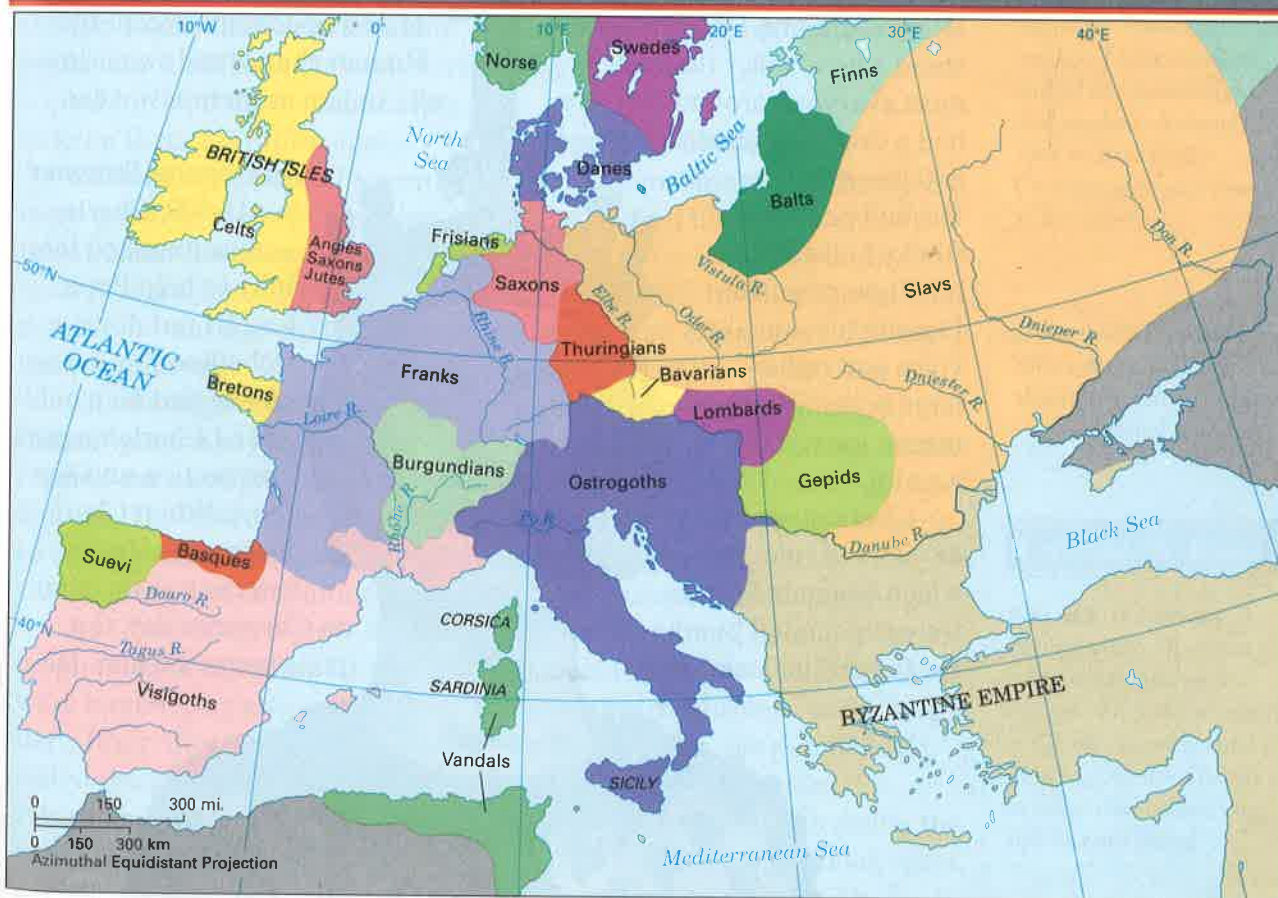 10°W
0°
10°E
20°E
30°E
40°E
Norse
Swedes
Finns
North
Sea
Baltic Sea
Danes
BRITISH ISLES
Celts
Angles
Saxons
Jutes
Frisians
Saxons
Balts
Vistula R.
Elbe R.
Oder R.
Slavs
Don R.
Dnieper R.
Dniester R.
50°N
ATLANTIC
OCEAN
Bretons
Franks
Rhine R.
Loire R.
Thuringians
Bavarians
Lombards
Burgundians
Rhône R.
Ostrogoths
Gepids
Po R.
Danube R.
Black Sea
Suevi
Basques
Douro R.
40°N
Tagus R.
Visigoths
CORSICA
SARDINIA
Vandals
SICILY
BYZANTINE EMPIRE
Mediterranean Sea
0 150 300 mi.
0 150 300 km
Azimuthal Equidistant Projection